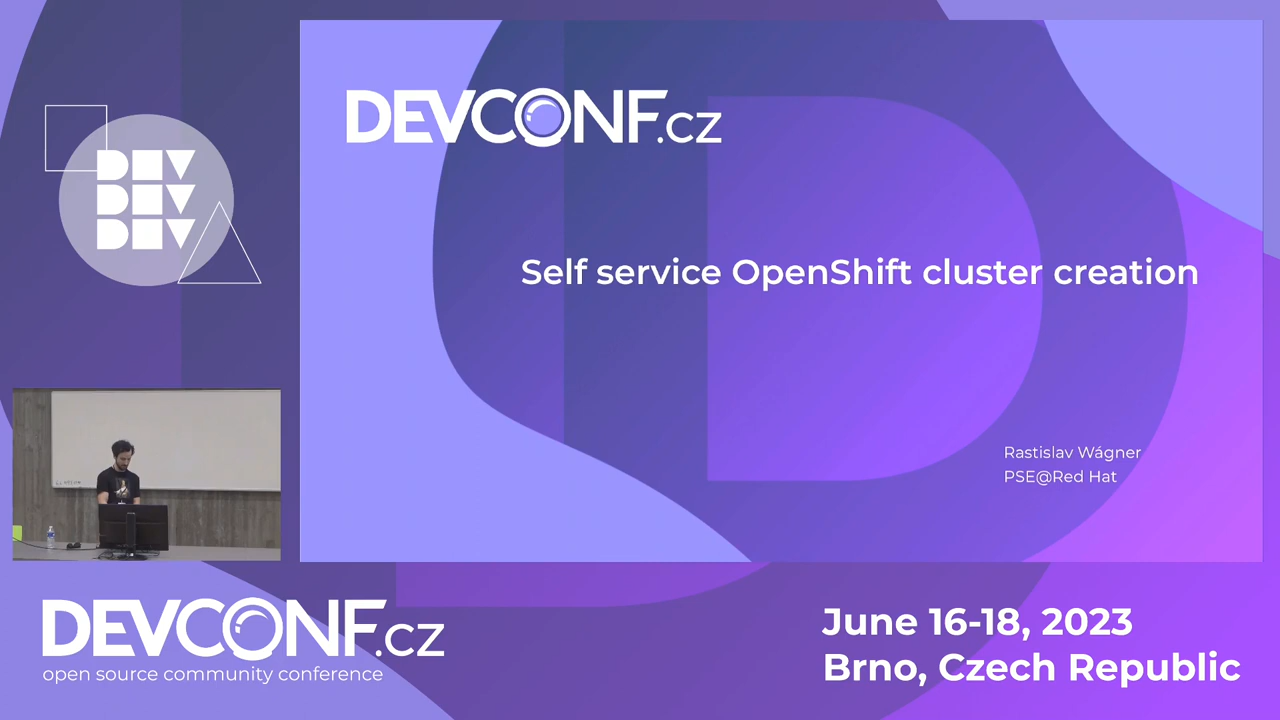 DEVCONF.cz
Self service OpenShift cluster creation
Rastislav Wágner
PSE@Red Hat
DEV
DEV
DEV
DEVCONF.cz
open source community conference
June 16-18, 2023
Brno, Czech Republic